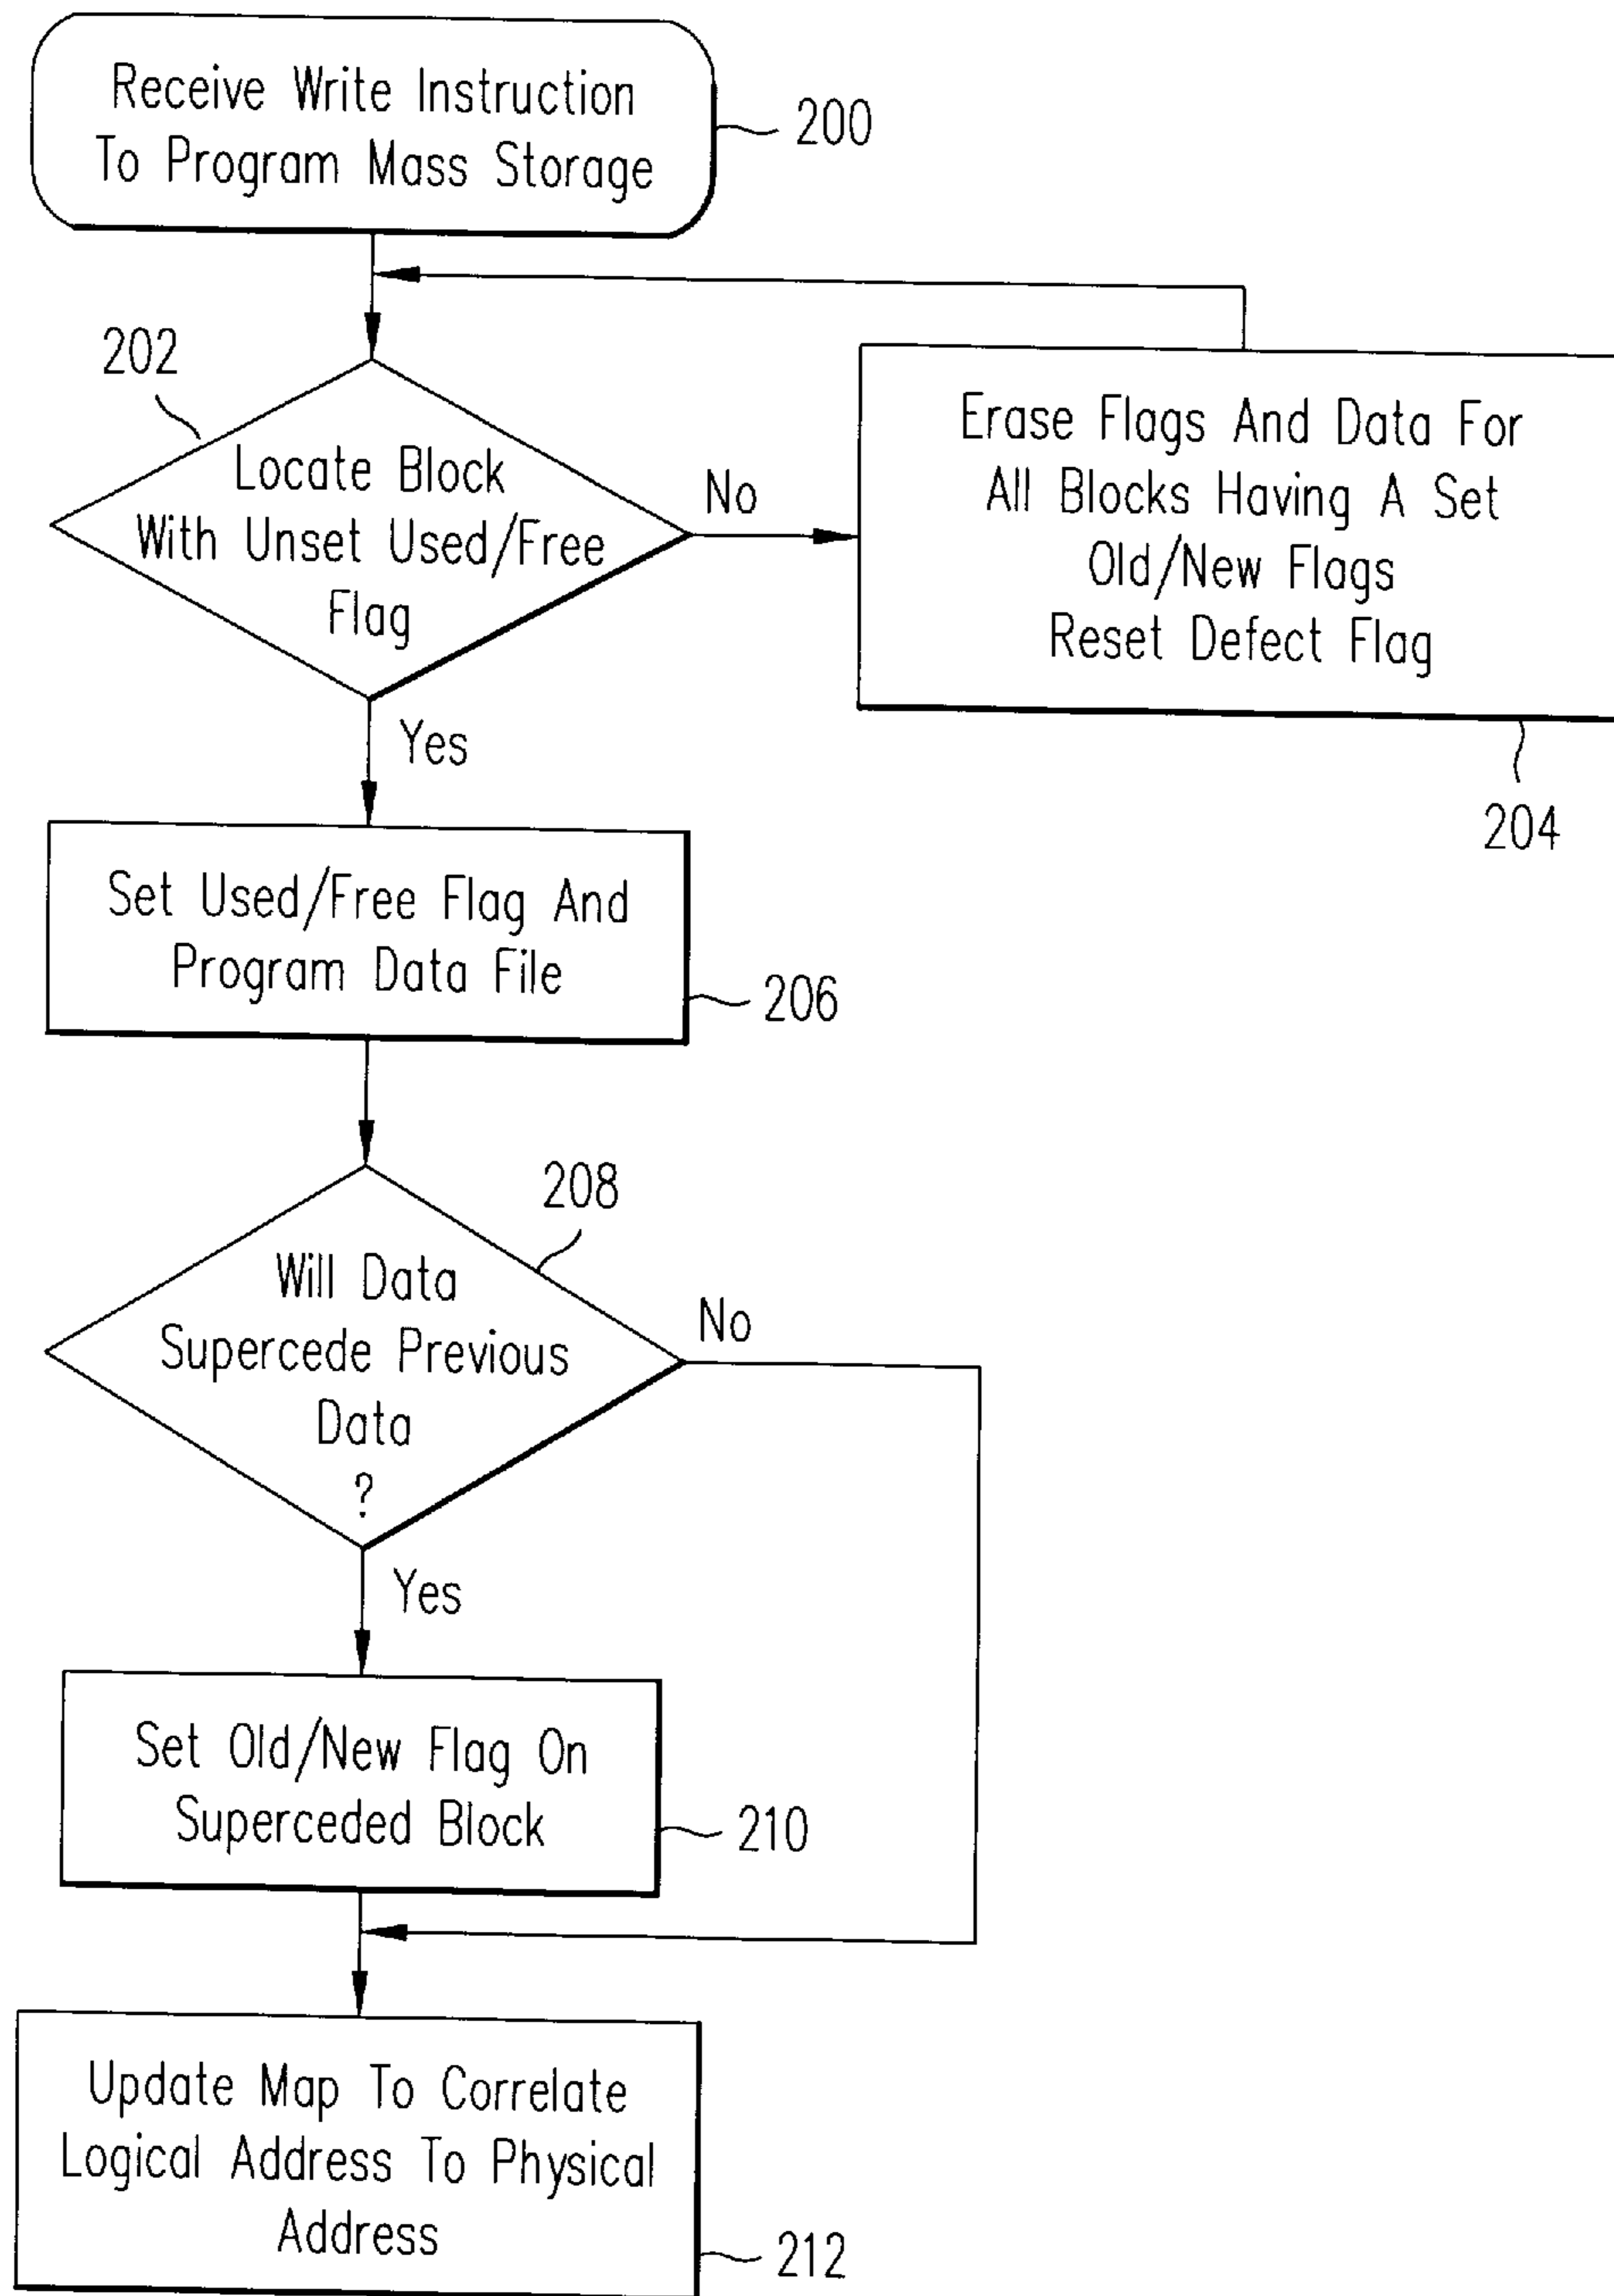 Receive Write Instruction
To Program Mass Storage
200
202
Locate Block
With Unset Used/Free
Flag
No
Erase Flags And Data For
All Blocks Having A Set
Old/New Flags
Reset Defect Flag
204
Yes
Set Used/Free Flag And
Program Data File
206
208
Will Data
Supercede Previous
Data
?
No
Yes
Set Old/New Flag On
Superceded Block
210
Update Map To Correlate
Logical Address To Physical
Address
212